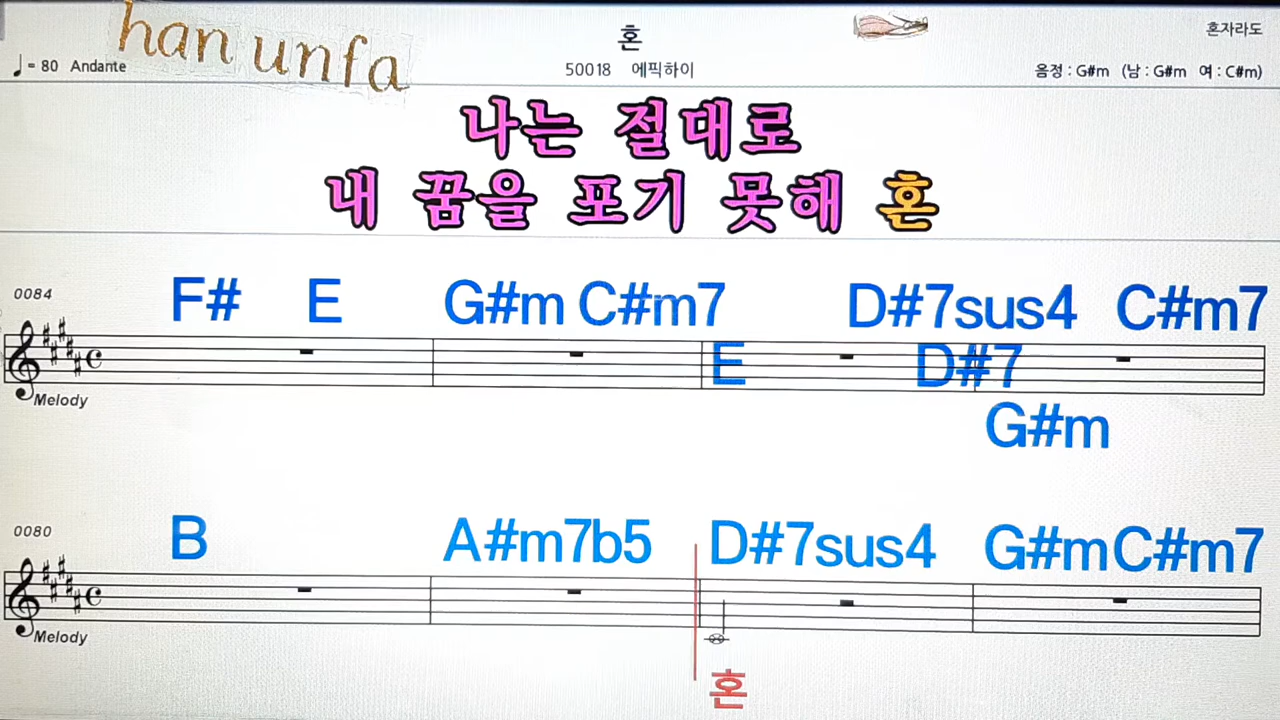 han unfa
혼
혼자라도
♩= 80 Andante
50018 에픽하이
음정 : G#m (남 : G#m 여 : C#m)
나는 절대로
내 꿈을 포기 못해 혼
0084
F# E G#m C#m7 D#7sus4 C#m7
E D#7
Melody
G#m
0080
B A#m7b5 D#7sus4 G#m C#m7
Melody
혼